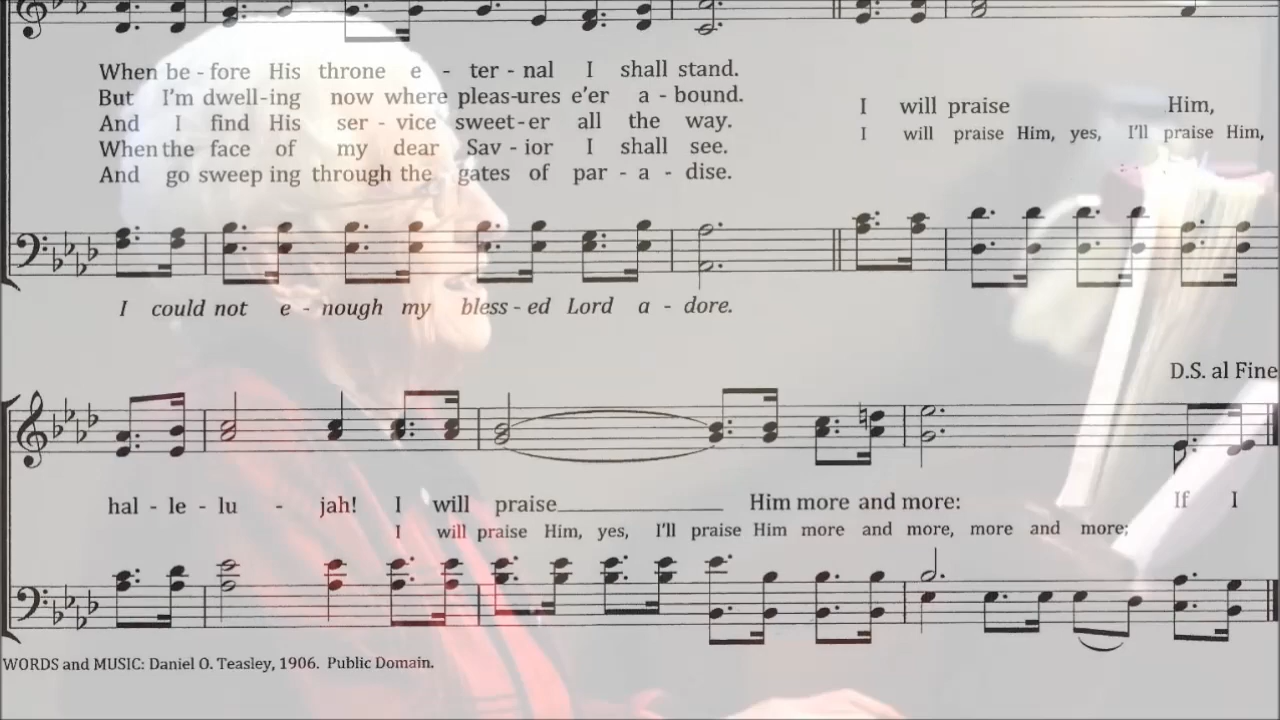 When be - fore His throne e - ter - nal I shall stand.
But I'm dwell-ing now where pleas-ures e'er a - bound.
And I find His ser - vice sweet-er all the way.
When the face of my dear Sav - ior I shall see.
And go sweep ing through the gates of par - a - dise.
I will praise Him,
I will praise Him, yes, I'll praise Him,
I could not e - nough my bless - ed Lord a - dore.
D.S. al Fine
hal - le - lu - jah! I will praise______ Him more and more: If I
I will praise Him, yes, I'll praise Him more and more, more and more;
WORDS and MUSIC: Daniel O. Teasley, 1906. Public Domain.